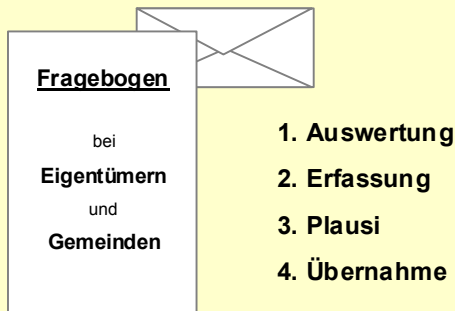 Fragebogen
bei
Eigentümern
und
Gemeinden
1. Auswertung
2. Erfassung
3. Plausi
4. Übernahme